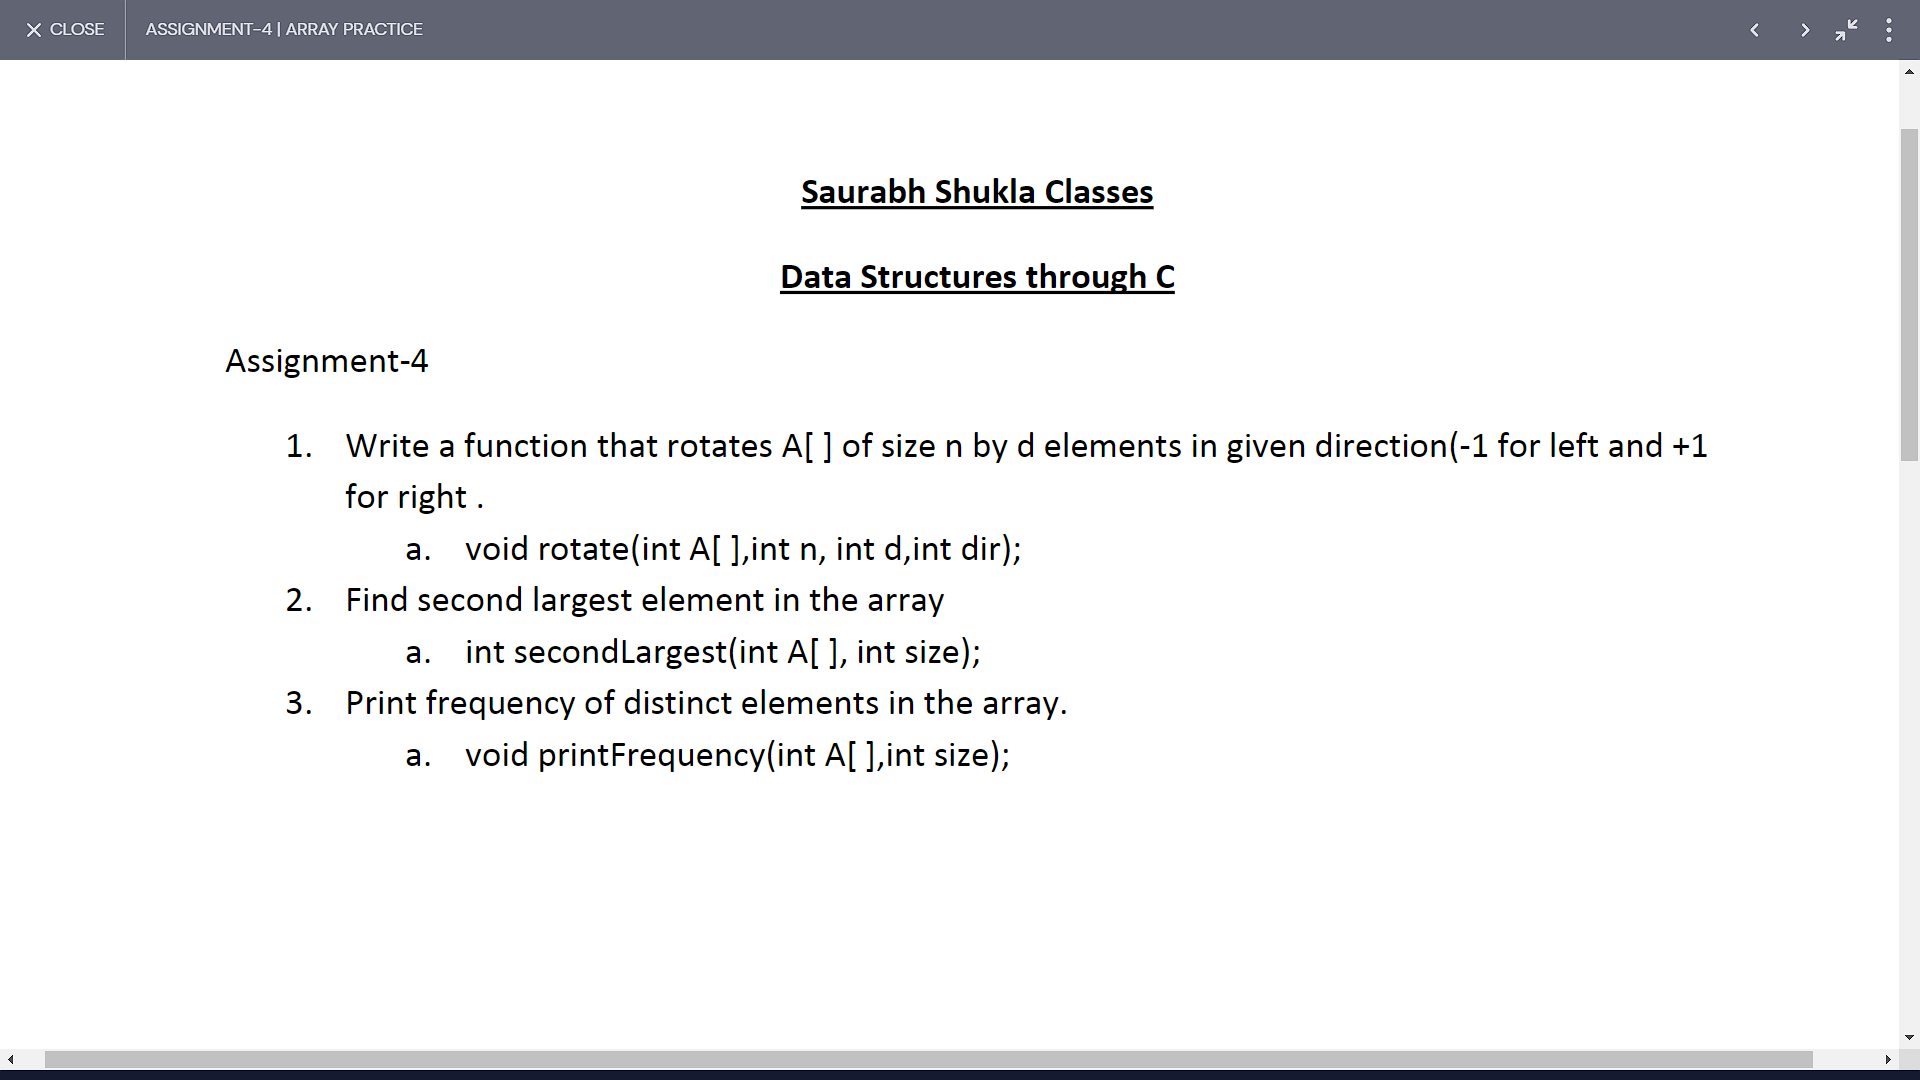 CLOSE
ASSIGNMENT-4 | ARRAY PRACTICE
Saurabh Shukla Classes
Data Structures through C
Assignment-4
1. Write a function that rotates A[ ] of size n by d elements in given direction(-1 for left and +1
for right .
a. void rotate(int A[ ],int n, int d,int dir);
2. Find second largest element in the array
a. int secondLargest(int A[ ], int size);
3. Print frequency of distinct elements in the array.
a. void printFrequency(int A[ ],int size);